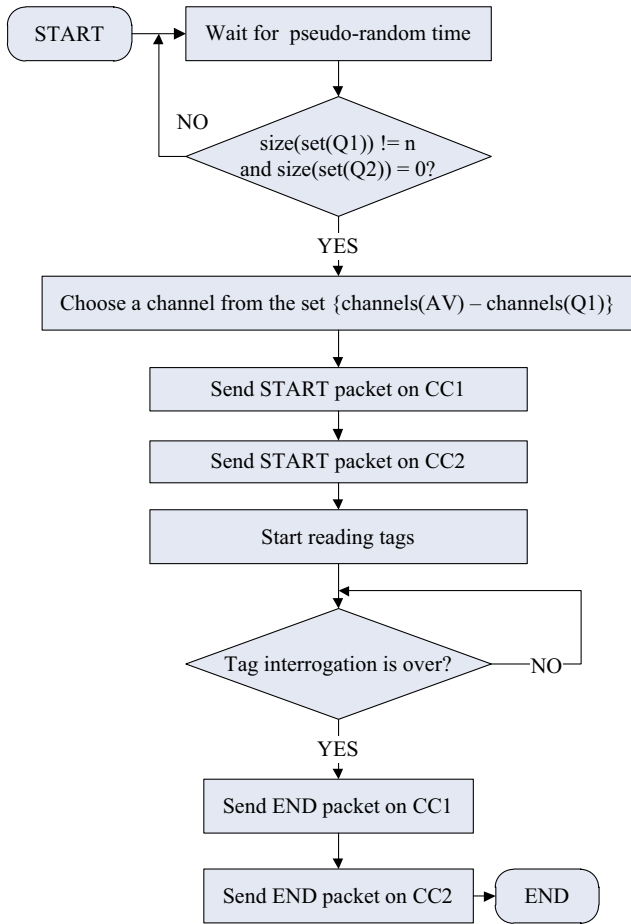 START
Wait for pseudo-random time
NO
size(set(Q1)) != n
and size(set(Q2)) = 0?
YES
Choose a channel from the set {channels(AV) – channels(Q1)}
Send START packet on CC1
Send START packet on CC2
Start reading tags
Tag interrogation is over?
NO
YES
Send END packet on CC1
Send END packet on CC2
END